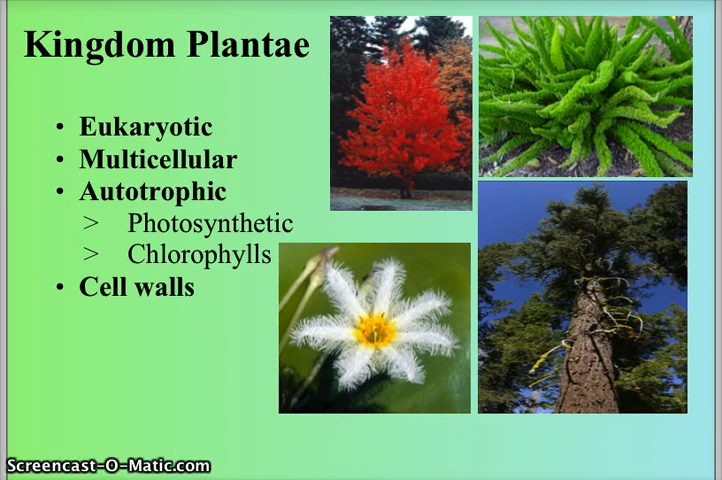 Kingdom Plantae
• Eukaryotic
• Multicellular
• Autotrophic
> Photosynthetic
> Chlorophylls
• Cell walls
Screencast-O-Matic.com